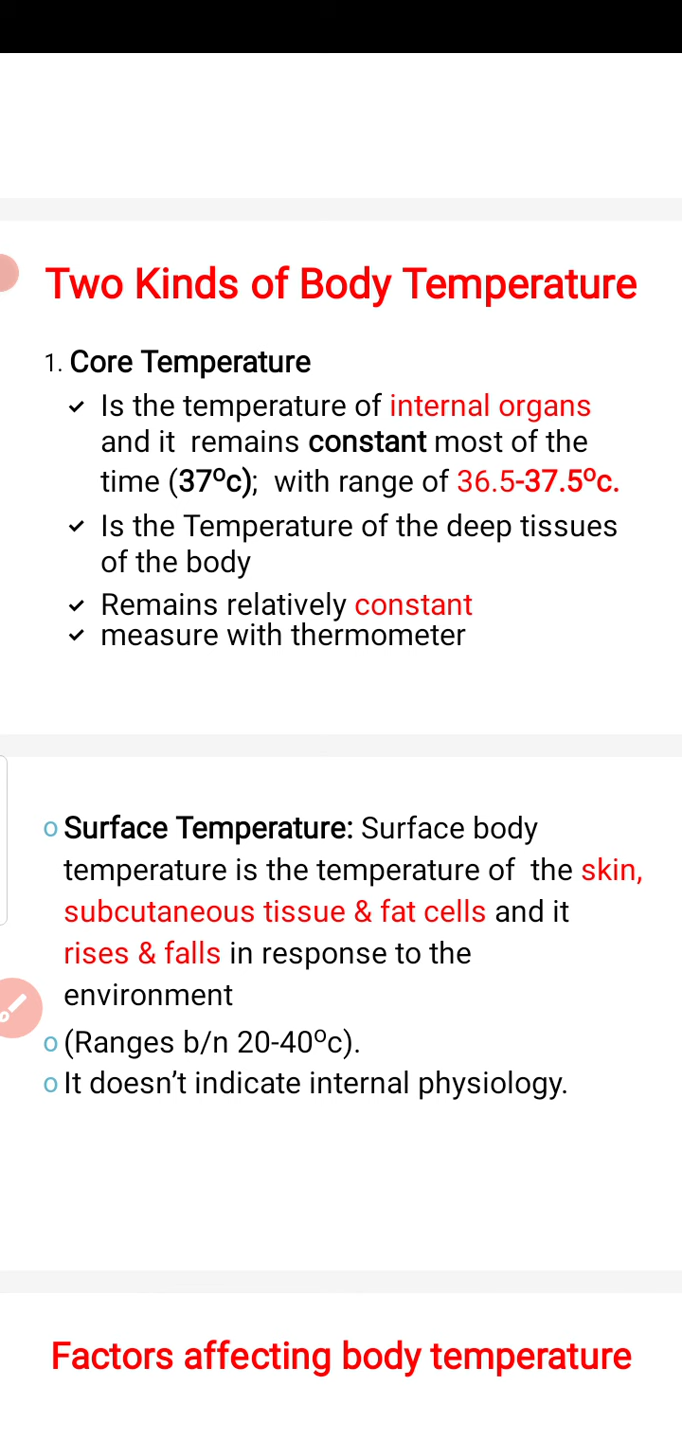 Two Kinds of Body Temperature
1. Core Temperature
✓ Is the temperature of internal organs
and it remains constant most of the
time (37⁰c); with range of 36.5-37.5⁰c.
✓ Is the Temperature of the deep tissues
of the body
✓ Remains relatively constant
✓ measure with thermometer
o Surface Temperature: Surface body
temperature is the temperature of the skin,
subcutaneous tissue & fat cells and it
rises & falls in response to the
environment
o (Ranges b/n 20-40⁰c).
o It doesn’t indicate internal physiology.
Factors affecting body temperature